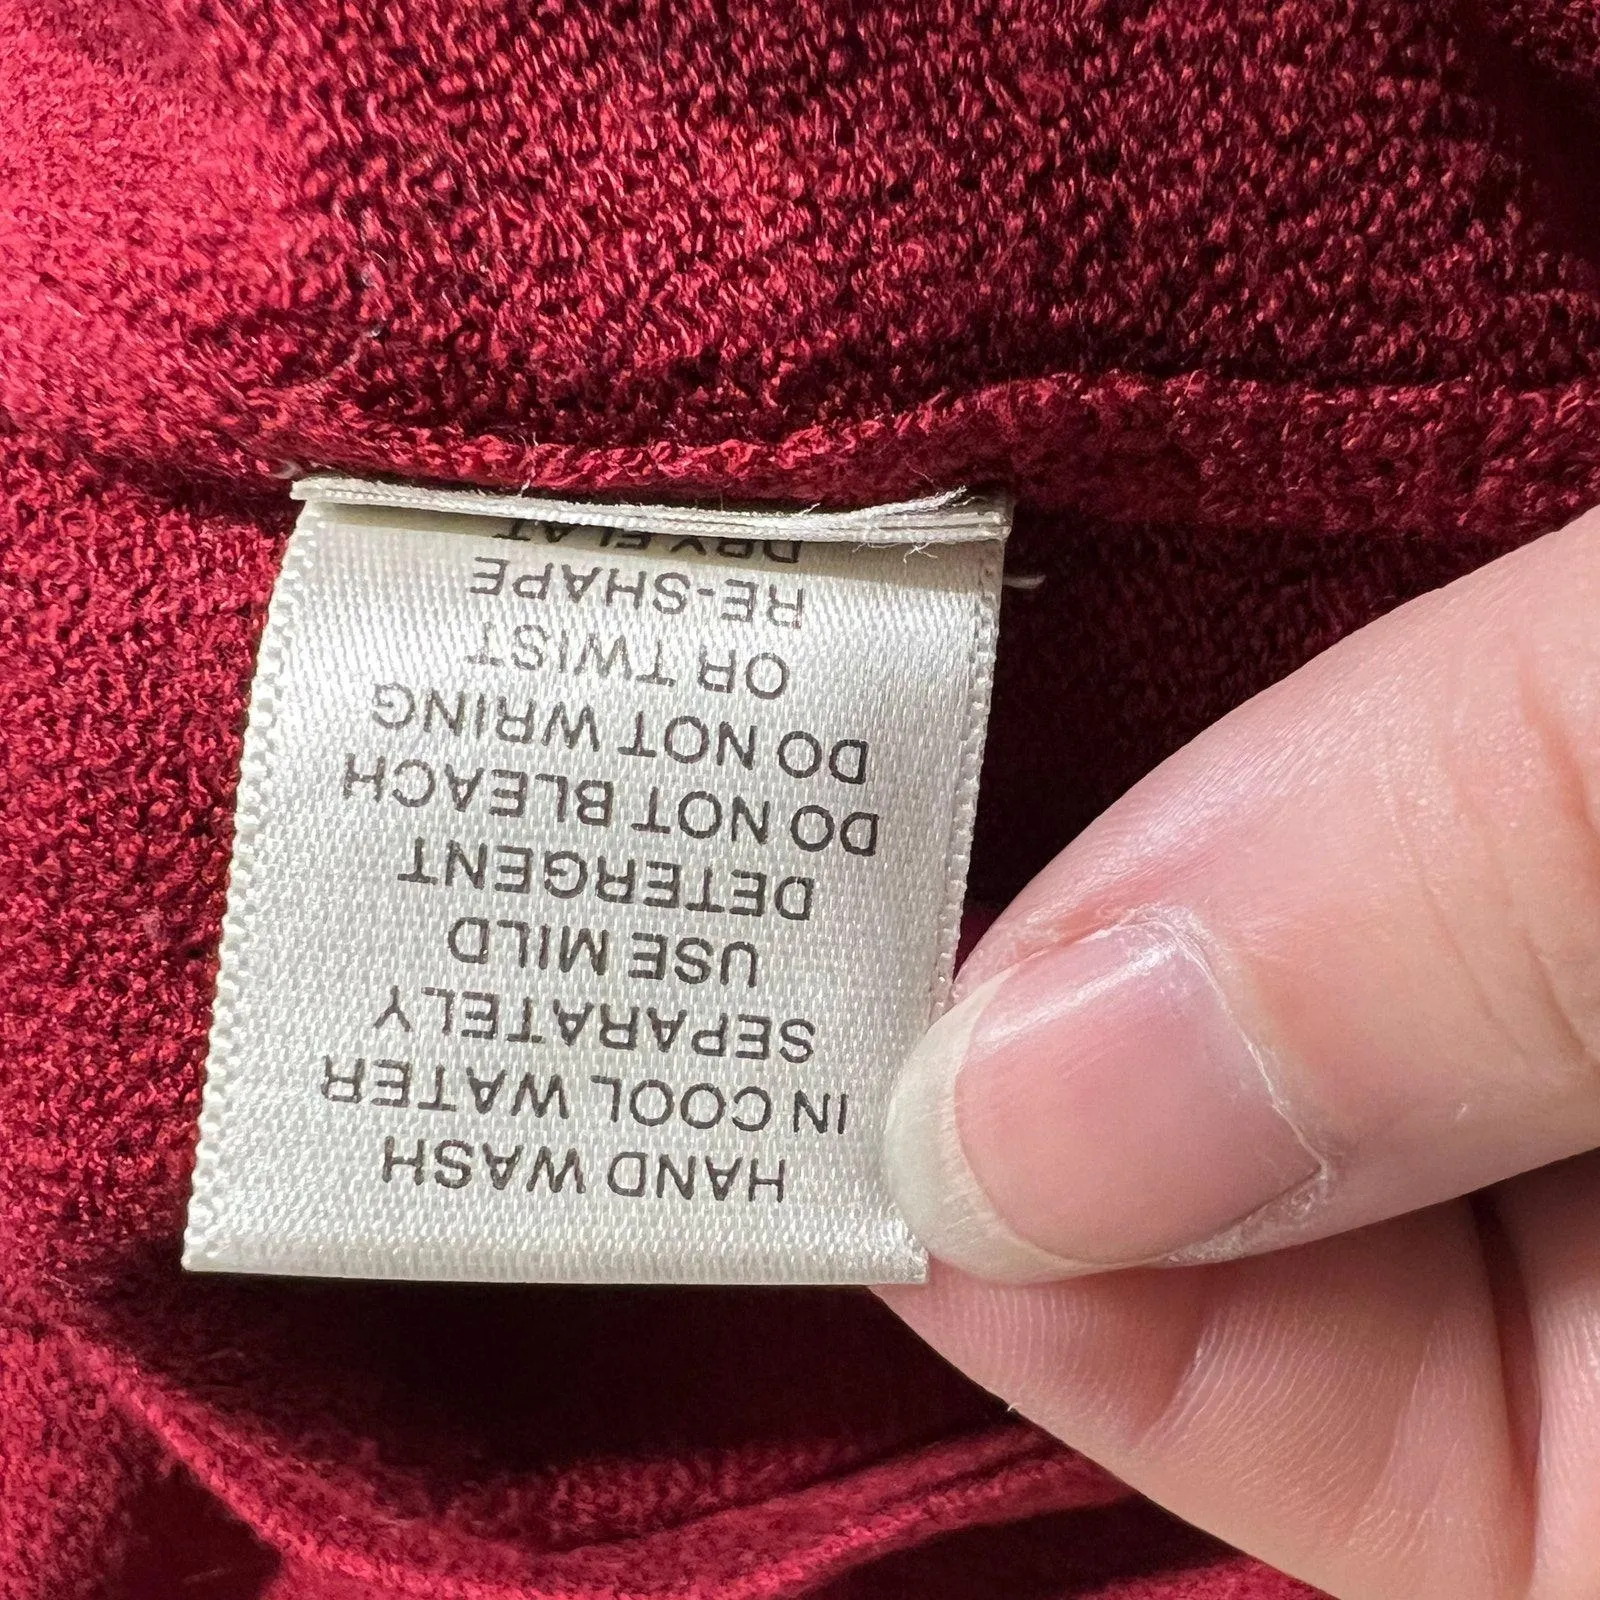 HAND WASH
IN COOL WATER
SEPARATELY
USE MILD
DETERGENT
DO NOT BLEACH
DO NOT WRING
OR TWIST
RE-SHAPE
DRY FLAT